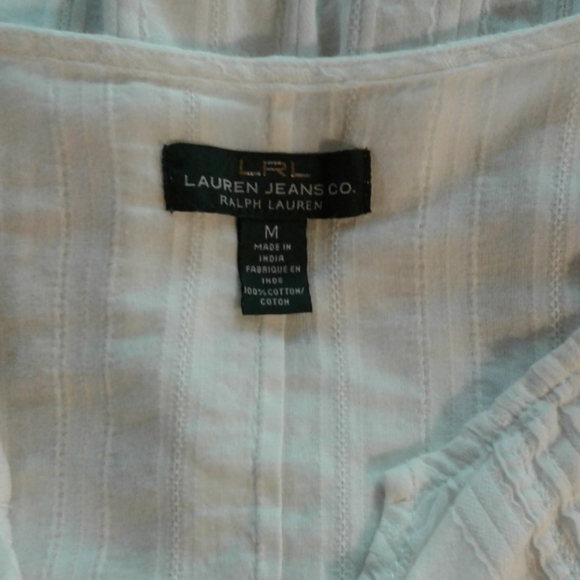 LRL
LAUREN JEANS CO.
RALPH LAUREN
M
MADE IN
INDIA
FABRIQUE EN
INDE
100% COTTON/
COTON